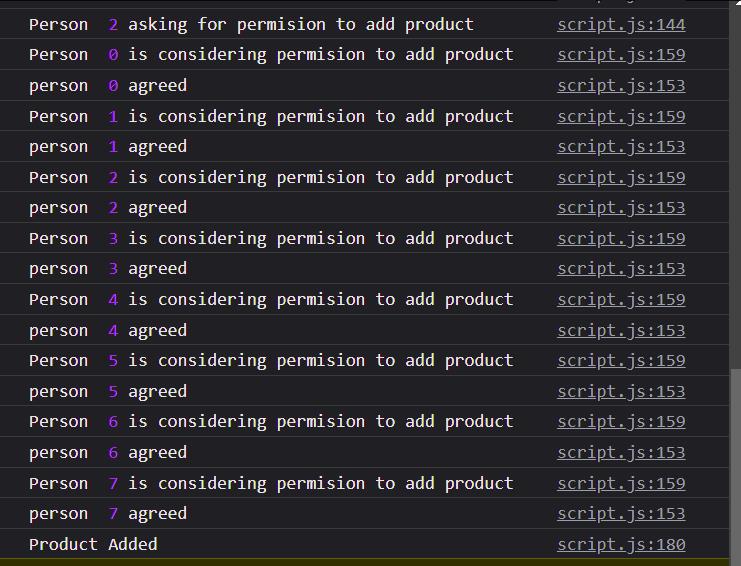 Person 2 asking for permision to add product script.js:144
Person 0 is considering permision to add product script.js:159
person 0 agreed script.js:153
Person 1 is considering permision to add product script.js:159
person 1 agreed script.js:153
Person 2 is considering permision to add product script.js:159
person 2 agreed script.js:153
Person 3 is considering permision to add product script.js:159
person 3 agreed script.js:153
Person 4 is considering permision to add product script.js:159
person 4 agreed script.js:153
Person 5 is considering permision to add product script.js:159
person 5 agreed script.js:153
Person 6 is considering permision to add product script.js:159
person 6 agreed script.js:153
Person 7 is considering permision to add product script.js:159
person 7 agreed script.js:153
Product Added script.js:180